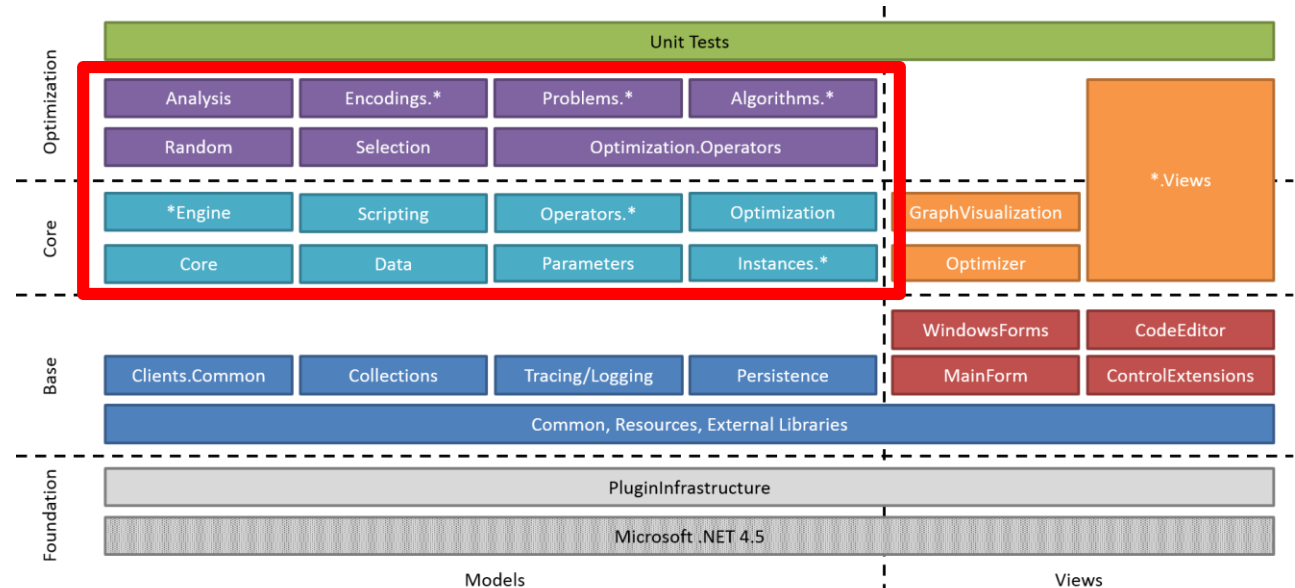 Optimization
Unit Tests
Analysis
Encodings.*
Problems.*
Algorithms.*
Random
Selection
Optimization.Operators
*.Views
Core
*Engine
Scripting
Operators.*
Optimization
GraphVisualization
Core
Data
Parameters
Instances.*
Optimizer
Base
WindowsForms
CodeEditor
Clients.Common
Collections
Tracing/Logging
Persistence
MainForm
ControlExtensions
Common, Resources, External Libraries
Foundation
PluginInfrastructure
Microsoft .NET 4.5
Models
Views